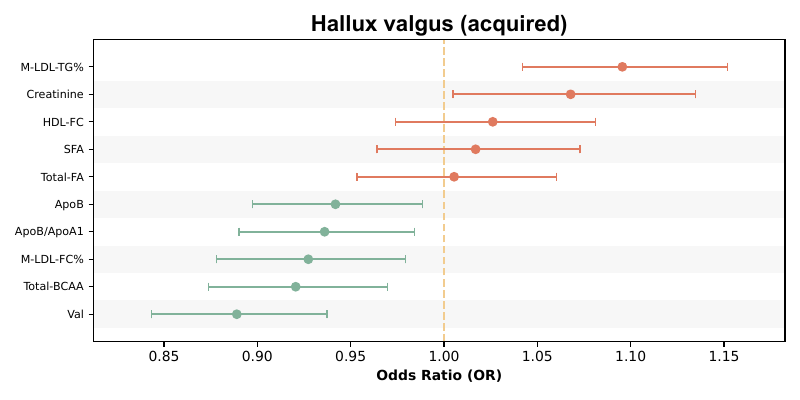 Hallux valgus (acquired)
M-LDL-TG%
Creatinine
HDL-FC
SFA
Total-FA
ApoB
ApoB/ApoA1
M-LDL-FC%
Total-BCAA
Val
0.85 0.90 0.95 1.00 1.05 1.10 1.15
Odds Ratio (OR)